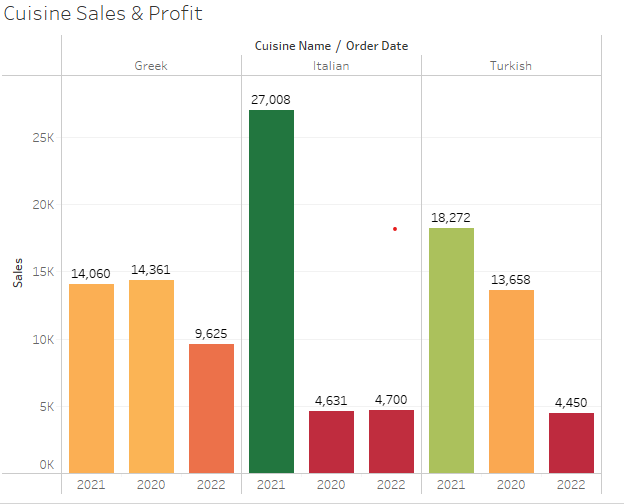 Cuisine Sales & Profit
Cuisine Name / Order Date
Greek Italian Turkish
27,008
25K
20K
18,272
Sales
15K
14,060 14,361 13,658
10K
9,625
5K
4,631 4,700 4,450
0K
2021 2020 2022 2021 2020 2022 2021 2020 2022